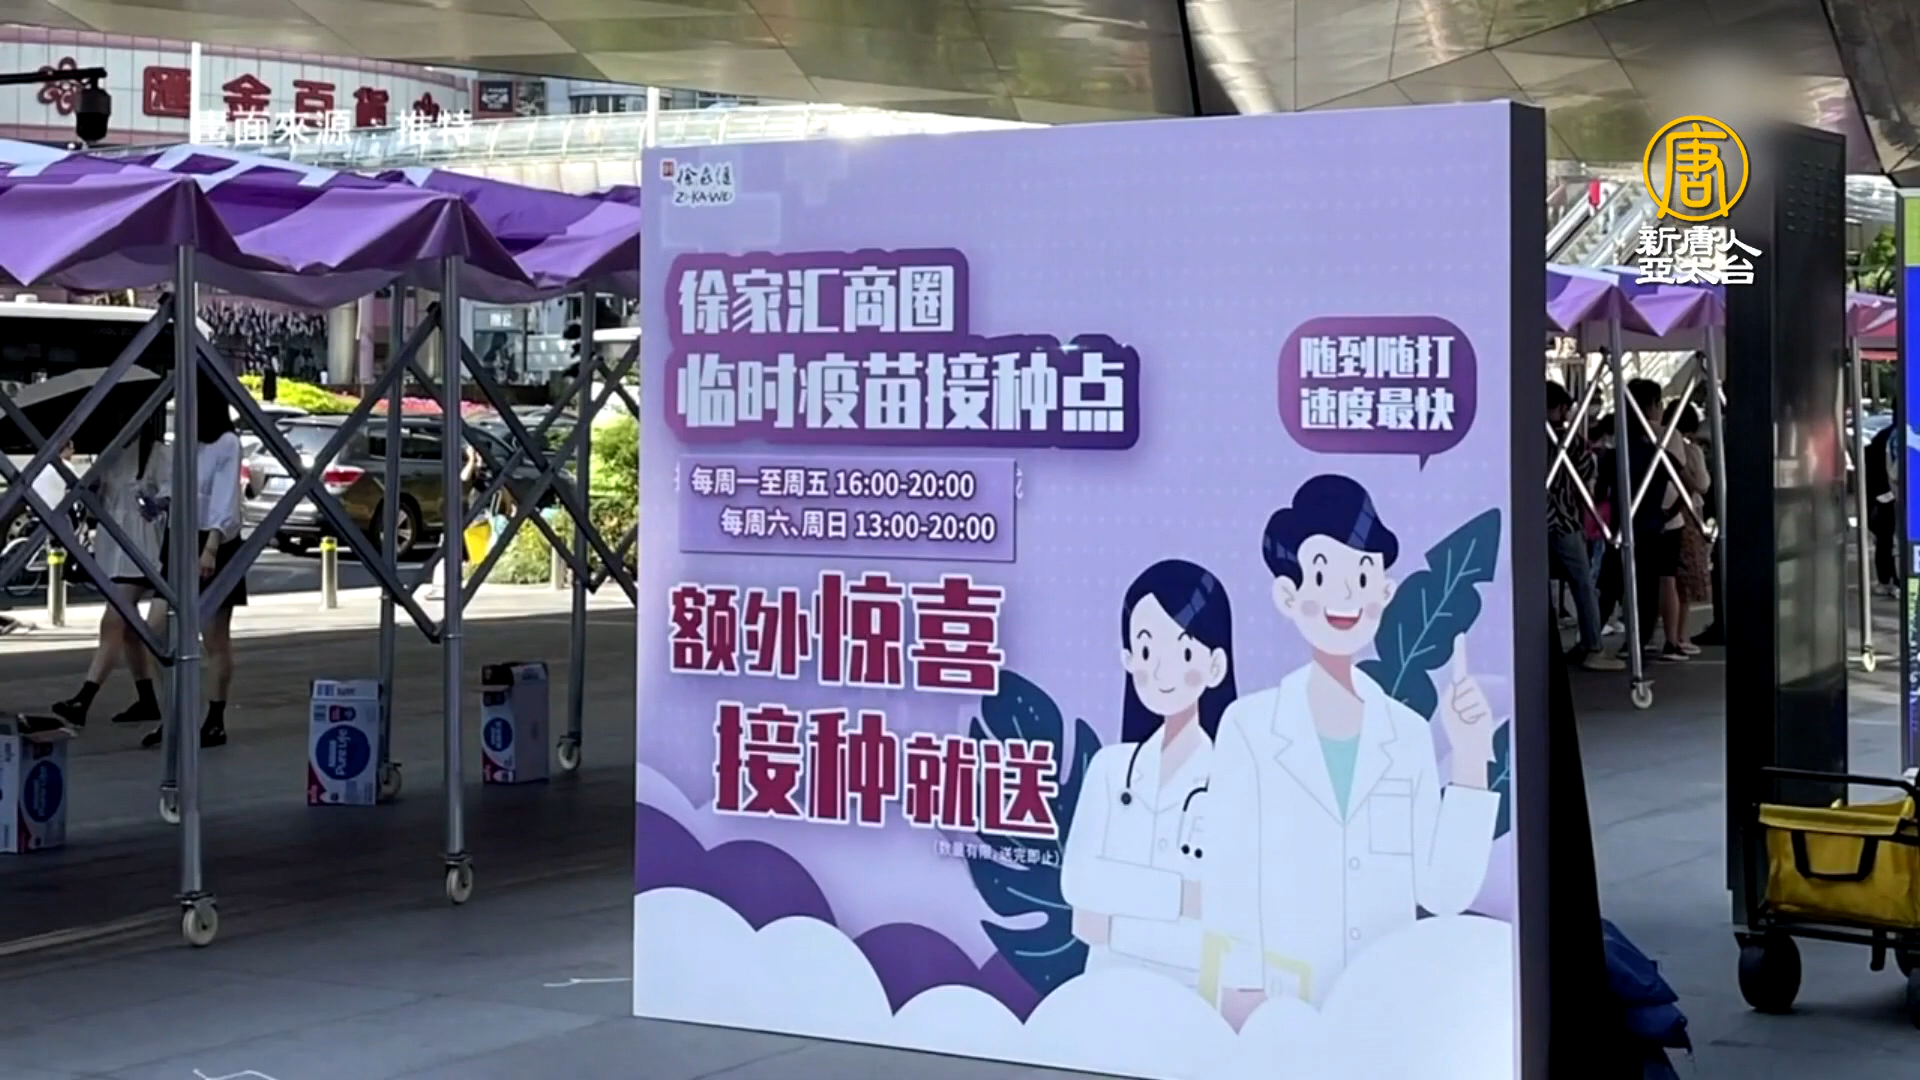 畫面來源：推特
唐
新唐人
亞太台
徐家汇
ZI-KA-WEI
徐家汇商圈
临时疫苗接种点
随到随打
速度最快
每周一至周五 16:00-20:00
每周六、周日 13:00-20:00
额外惊喜
接种就送
(数量有限，送完即止)